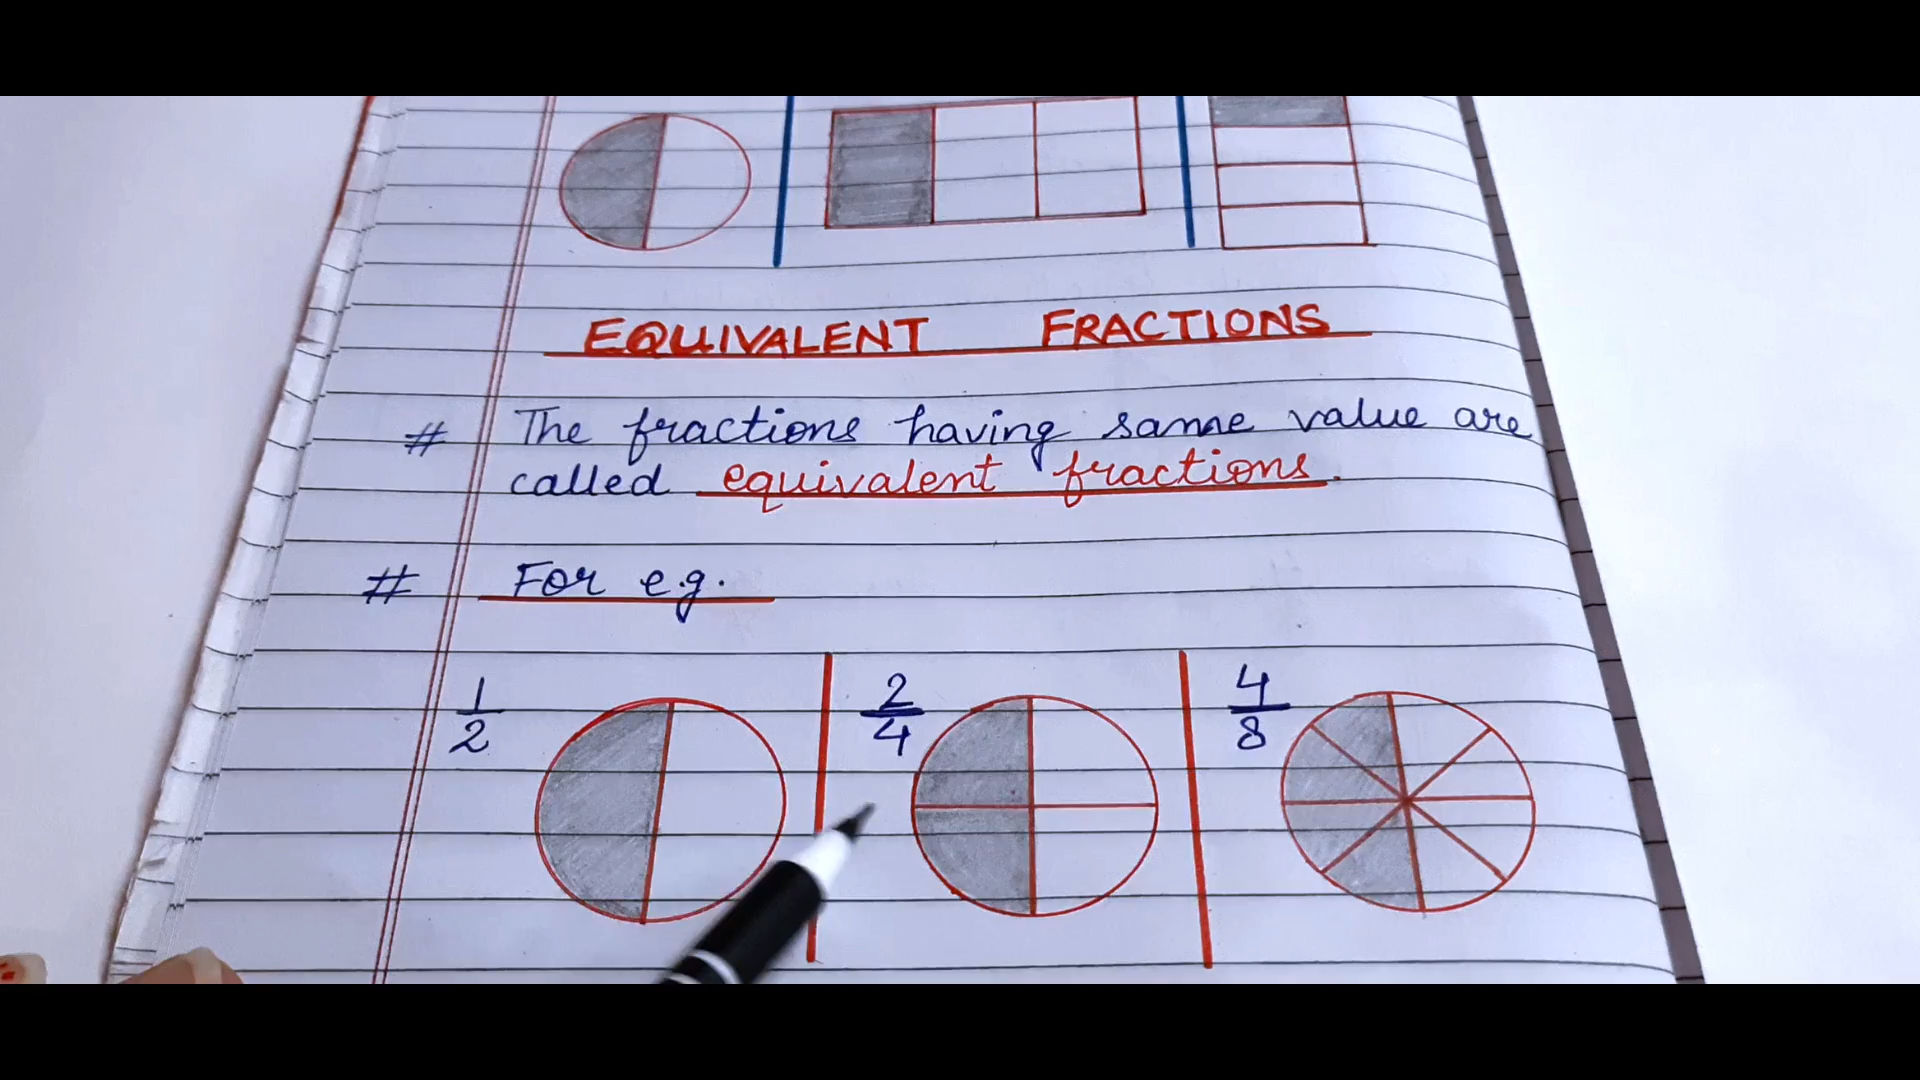 EQUIVALENT FRACTIONS
# The fractions having same value are
called equivalent fractions.
# For e.g.
1/2 2/4 4/8